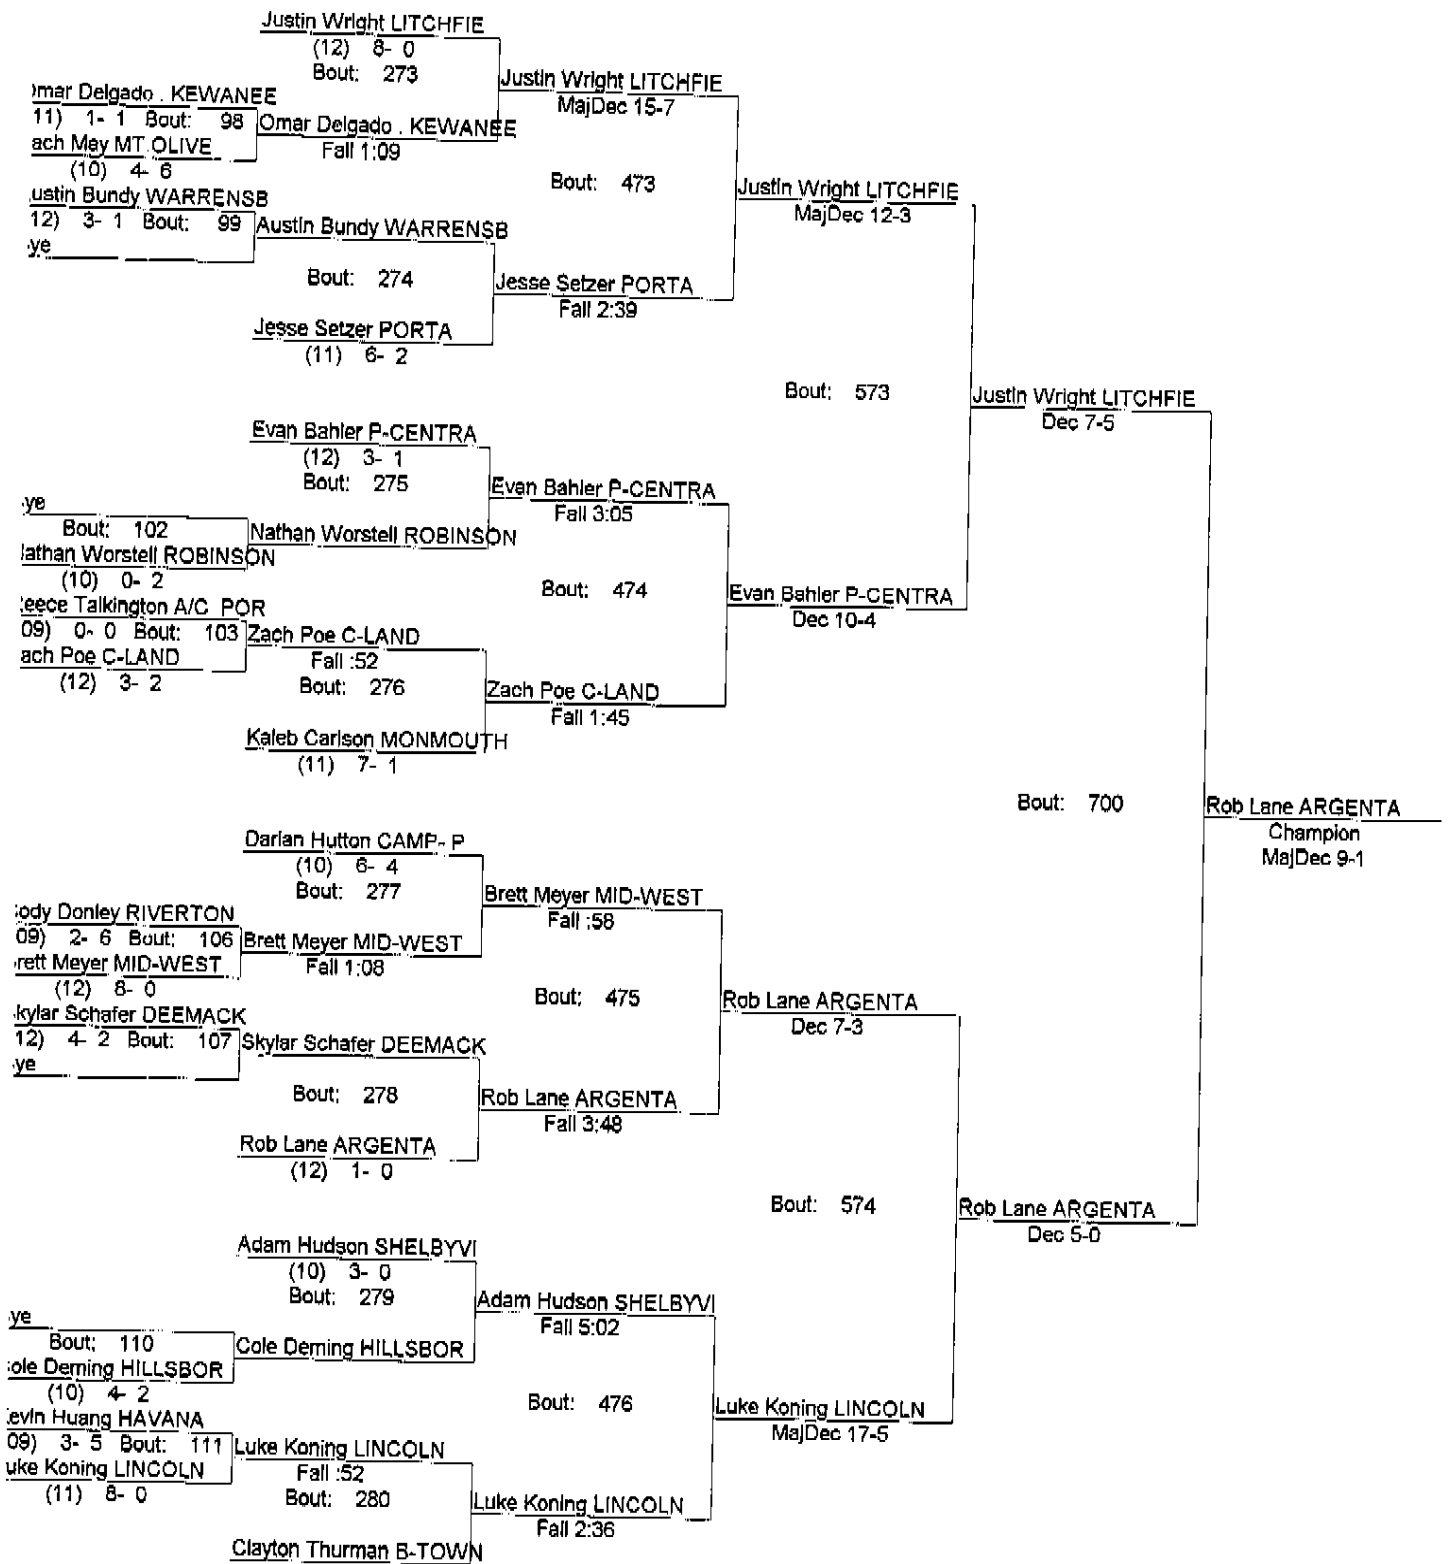 Justin Wright LITCHFIE
(12) 8- 0
Bout: 273
Justin Wright LITCHFIE
MajDec 15-7
mar Delgado . KEWANEE
11) 1- 1 Bout: 98
Omar Delgado . KEWANEE
Fall 1:09
ach May MT OLIVE
(10) 4- 6
Bout: 473
Justin Wright LITCHFIE
MajDec 12-3
ustin Bundy WARRENSB
12) 3- 1 Bout: 99
Austin Bundy WARRENSB
ye
Bout: 274
Jesse Setzer PORTA
Fall 2:39
Jesse Setzer PORTA
(11) 6- 2
Bout: 573
Justin Wright LITCHFIE
Dec 7-5
Evan Bahler P-CENTRA
(12) 3- 1
Bout: 275
Evan Bahler P-CENTRA
Fall 3:05
ye
Bout: 102
Nathan Worstell ROBINSON
athan Worstell ROBINSON
(10) 0- 2
Bout: 474
Evan Bahler P-CENTRA
Dec 10-4
eece Talkington A/C POR
09) 0- 0 Bout: 103
Zach Poe C-LAND
Fall :52
ach Poe C-LAND
(12) 3- 2
Bout: 276
Zach Poe C-LAND
Fall 1:45
Kaleb Carlson MONMOUTH
(11) 7- 1
Bout: 700
Rob Lane ARGENTA
Champion
MajDec 9-1
Darian Hutton CAMP- P
(10) 6- 4
Bout: 277
Brett Meyer MID-WEST
Fall :58
ody Donley RIVERTON
09) 2- 6 Bout: 106
Brett Meyer MID-WEST
Fall 1:08
rett Meyer MID-WEST
(12) 8- 0
Bout: 475
Rob Lane ARGENTA
Dec 7-3
kylar Schafer DEEMACK
12) 4- 2 Bout: 107
Skylar Schafer DEEMACK
ye
Bout: 278
Rob Lane ARGENTA
Fall 3:48
Rob Lane ARGENTA
(12) 1- 0
Bout: 574
Rob Lane ARGENTA
Dec 5-0
Adam Hudson SHELBYVI
(10) 3- 0
Bout: 279
Adam Hudson SHELBYVI
Fall 5:02
ye
Bout: 110
Cole Deming HILLSBOR
ole Deming HILLSBOR
(10) 4- 2
Bout: 476
Luke Koning LINCOLN
MajDec 17-5
evin Huang HAVANA
09) 3- 5 Bout: 111
Luke Koning LINCOLN
Fall :52
uke Koning LINCOLN
(11) 8- 0
Bout: 280
Luke Koning LINCOLN
Fall 2:36
Clayton Thurman B-TOWN